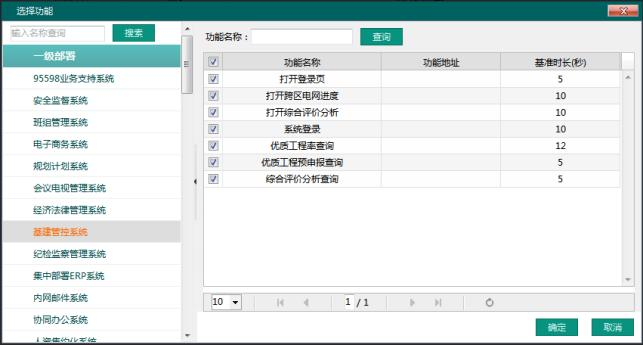 选择功能
输入名称查询 搜索
一级部署
95598业务支持系统
安全监督系统
班组管理系统
电子商务系统
规划计划系统
会议电视管理系统
经济法律管理系统
基建管控系统
纪检监察管理系统
集中部署ERP系统
内网邮件系统
协同办公系统
人资集约化系统
功能名称： 查询
功能名称 功能地址 基准时长(秒)
打开登录页 5
打开跨区电网进度 10
打开综合评价分析 10
系统登录 10
优质工程率查询 12
优质工程预申报查询 5
综合评价分析查询 5
10 1 / 1
确定 取消